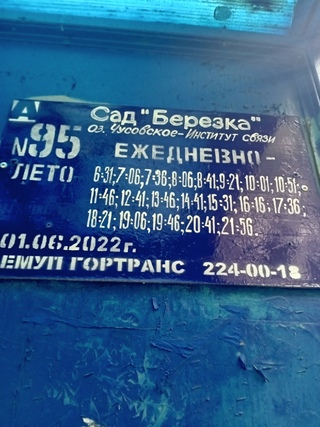 А Сад "Березка"
оз. Чусовское-Институт связи
N95 ЕЖЕДНЕВНО-
ЛЕТО 6=31;7=06;7=36;8=06;8=41;9=21;10=01;10=51;
11=46;12=41;13=46;14=41;15=31;16=16;17=36;
18=21;19=06;19=46;20=41;21=56.
01.06.2022г.
ЕМУП ГОРТРАНС 224-00-18